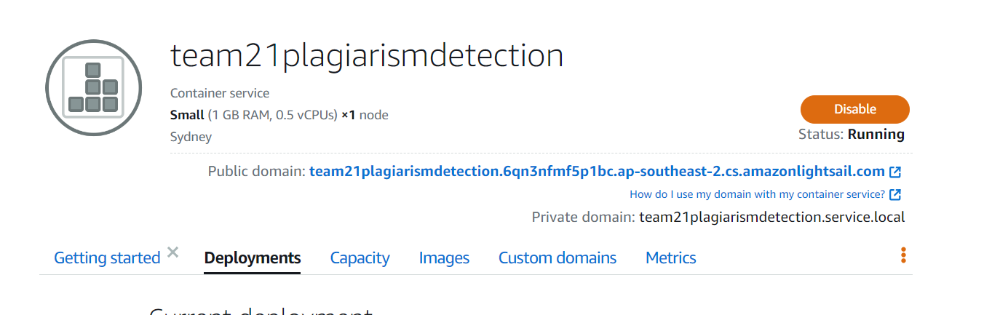 team21plagiarismdetection
Container service
Small (1 GB RAM, 0.5 vCPUs) ×1 node
Disable
Sydney
Status: Running
Public domain: team21plagiarismdetection.6qn3nfmf5p1bc.ap-southeast-2.cs.amazonlightsail.com
How do I use my domain with my container service?
Private domain: team21plagiarismdetection.service.local
Getting started × Deployments Capacity Images Custom domains Metrics
Current deployment